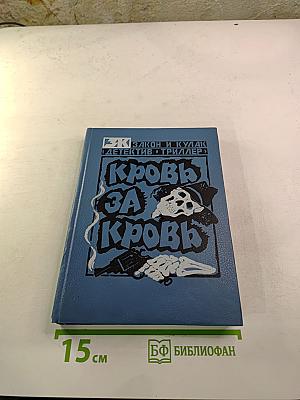 ЗАКОН И КУЛАК
ДЕТЕКТИВ • ТРИЛЛЕР
КРОВЬ
ЗА
КРОВЬ
15 см
БФ БИБЛИОФАН